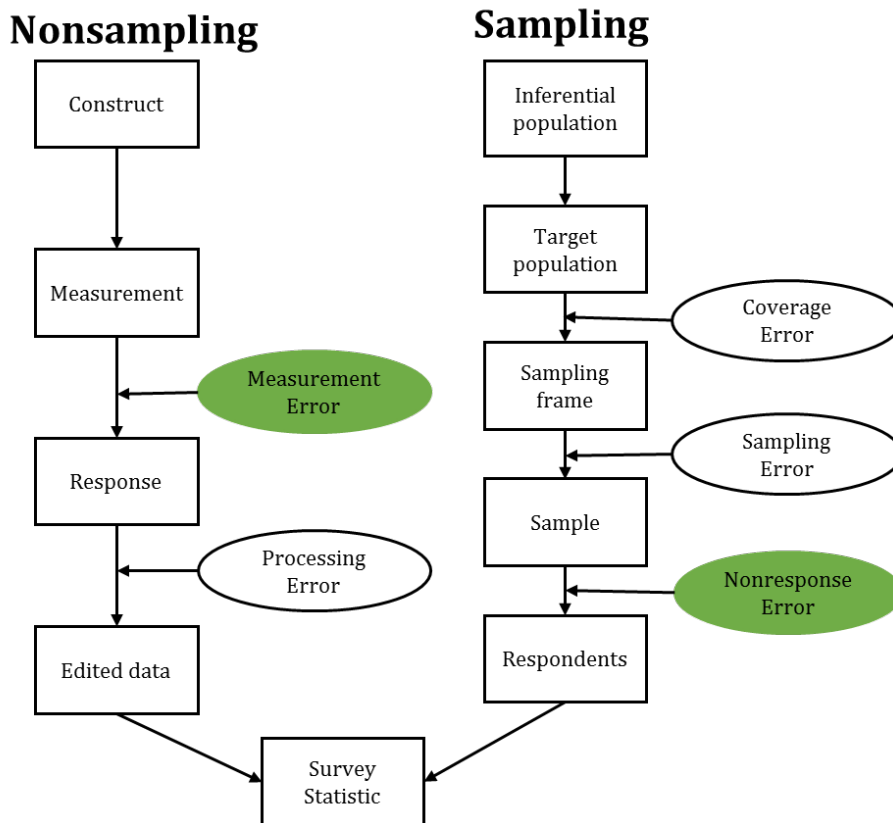 Nonsampling
Construct
Measurement
Measurement
Error
Response
Processing
Error
Edited data
Sampling
Inferential
population
Target
population
Coverage
Error
Sampling
frame
Sampling
Error
Sample
Nonresponse
Error
Respondents
Survey
Statistic